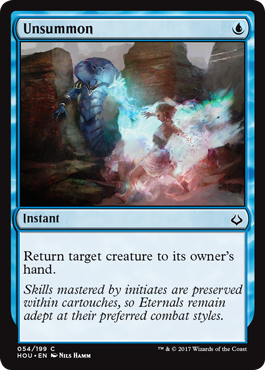 Unsummon
Instant
Return target creature to its owner's
hand.
Skills mastered by initiates are preserved
within cartouches, so Eternals remain
adept at their preferred combat styles.
054/199 C
HOU • EN NILS HAMM
™ & © 2017 Wizards of the Coast